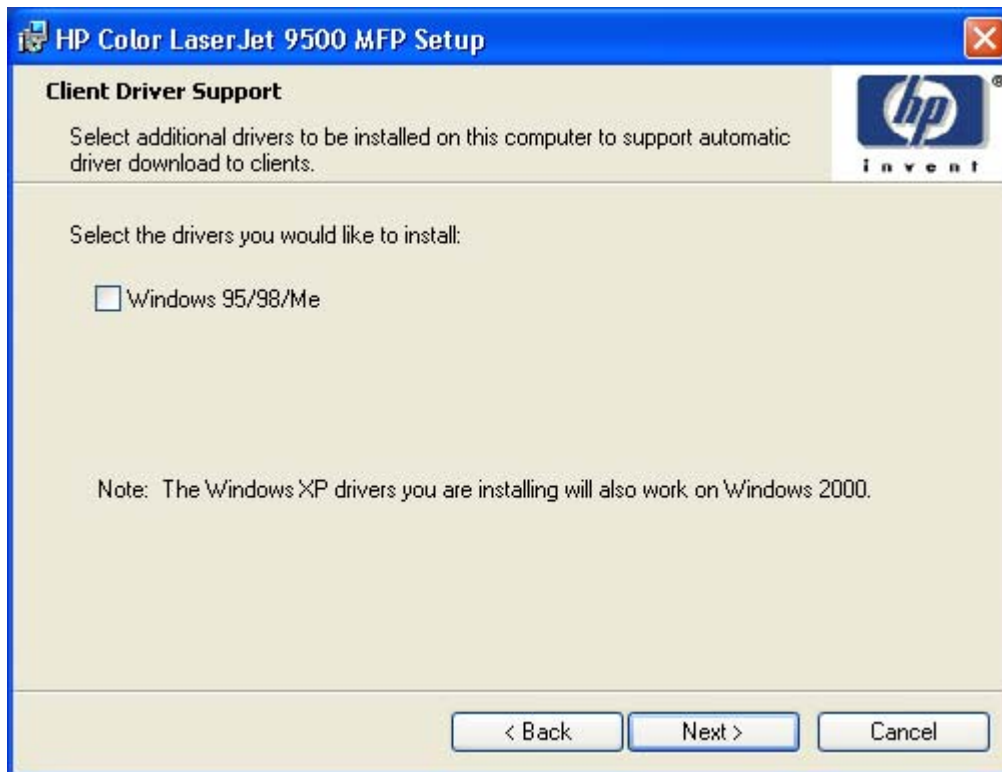 HP Color LaserJet 9500 MFP Setup
Client Driver Support
Select additional drivers to be installed on this computer to support automatic
driver download to clients.
hp
®
invent
Select the drivers you would like to install:
Windows 95/98/Me
Note:  The Windows XP drivers you are installing will also work on Windows 2000.
< Back
Next >
Cancel